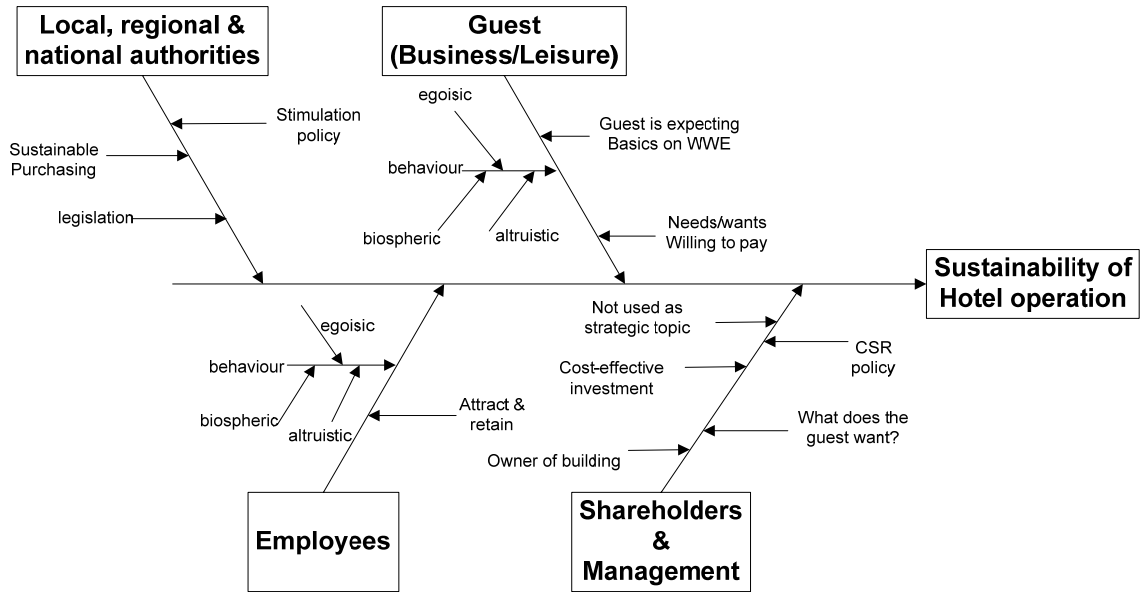 Local, regional &
national authorities
Guest
(Business/Leisure)
egoisic
Stimulation
policy
Guest is expecting
Basics on WWE
Sustainable
Purchasing
behaviour
legislation
biospheric
altruistic
Needs/wants
Willing to pay
Sustainability of
Hotel operation
Not used as
strategic topic
egoisic
CSR
policy
behaviour
Cost-effective
investment
biospheric
altruistic
Attract &
retain
What does the
guest want?
Owner of building
Employees
Shareholders
&
Management